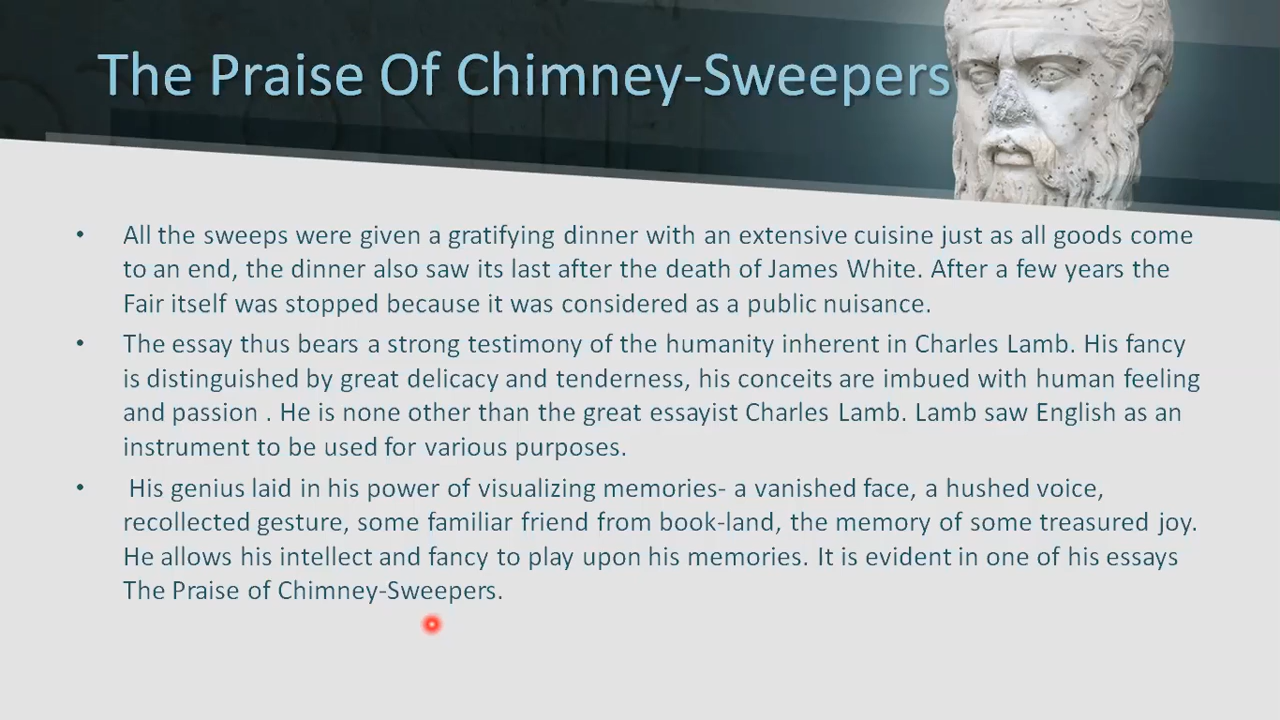 The Praise Of Chimney-Sweepers
• All the sweeps were given a gratifying dinner with an extensive cuisine just as all goods come
to an end, the dinner also saw its last after the death of James White. After a few years the
Fair itself was stopped because it was considered as a public nuisance.
• The essay thus bears a strong testimony of the humanity inherent in Charles Lamb. His fancy
is distinguished by great delicacy and tenderness, his conceits are imbued with human feeling
and passion . He is none other than the great essayist Charles Lamb. Lamb saw English as an
instrument to be used for various purposes.
• His genius laid in his power of visualizing memories- a vanished face, a hushed voice,
recollected gesture, some familiar friend from book-land, the memory of some treasured joy.
He allows his intellect and fancy to play upon his memories. It is evident in one of his essays
The Praise of Chimney-Sweepers.